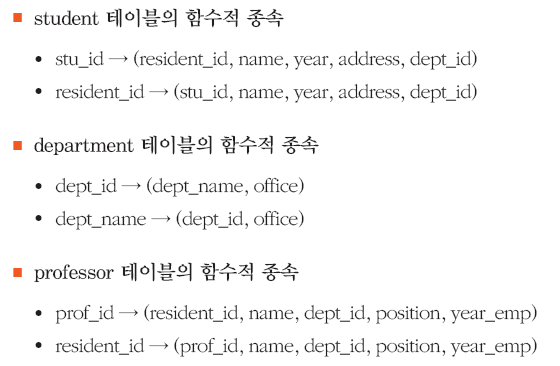 ■ student 테이블의 함수적 종속
• stu_id → (resident_id, name, year, address, dept_id)
• resident_id → (stu_id, name, year, address, dept_id)
■ department 테이블의 함수적 종속
• dept_id → (dept_name, office)
• dept_name → (dept_id, office)
■ professor 테이블의 함수적 종속
• prof_id → (resident_id, name, dept_id, position, year_emp)
• resident_id → (prof_id, name, dept_id, position, year_emp)